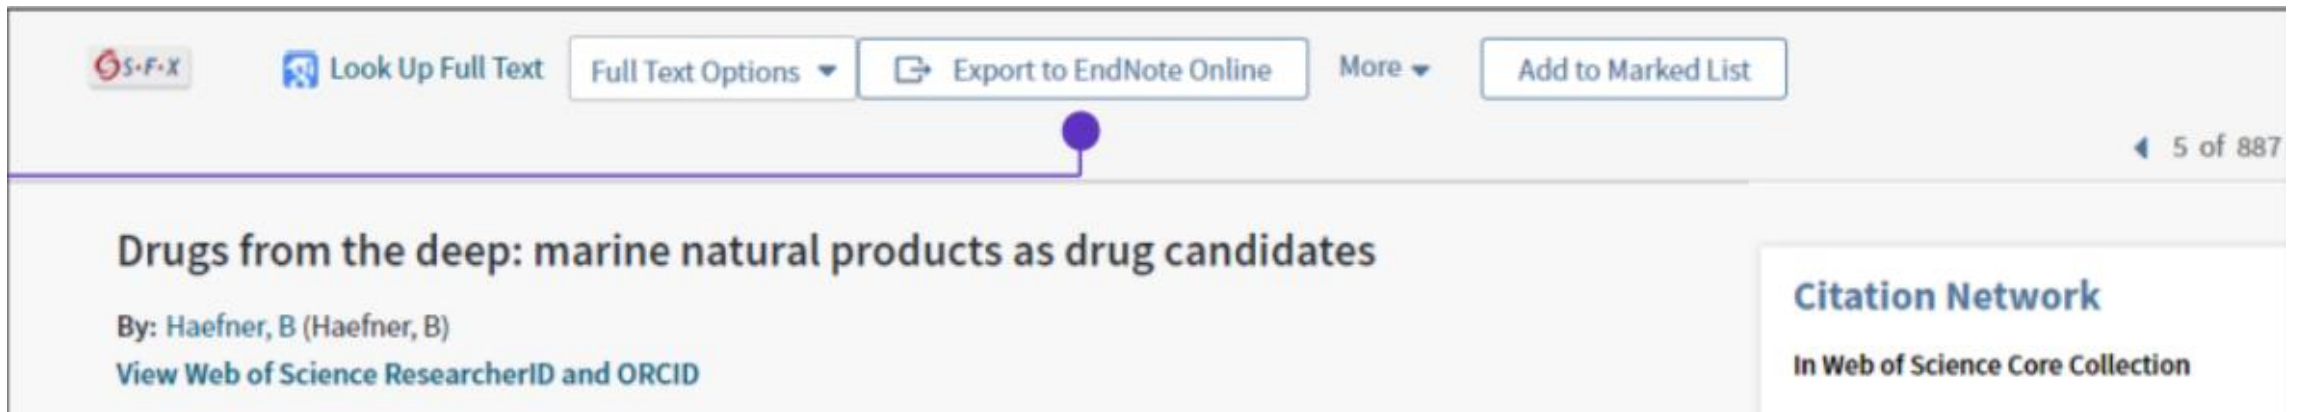 S·F·X Look Up Full Text Full Text Options Export to EndNote Online More Add to Marked List
5 of 887
Drugs from the deep: marine natural products as drug candidates
By: Haefner, B (Haefner, B)
View Web of Science ResearcherID and ORCID
Citation Network
In Web of Science Core Collection